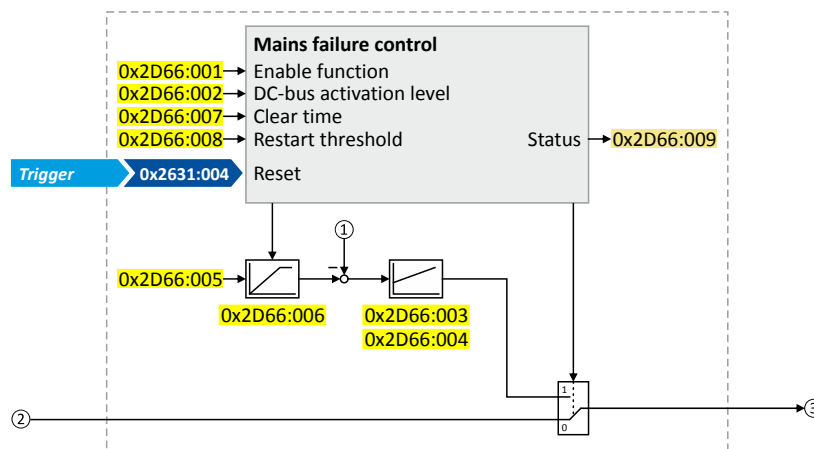 Mains failure control
0x2D66:001 Enable function
0x2D66:002 DC-bus activation level
0x2D66:007 Clear time
0x2D66:008 Restart threshold Status 0x2D66:009
Trigger 0x2631:004 Reset
1
0x2D66:005 –
0x2D66:006 0x2D66:003
0x2D66:004
1
2 3
0